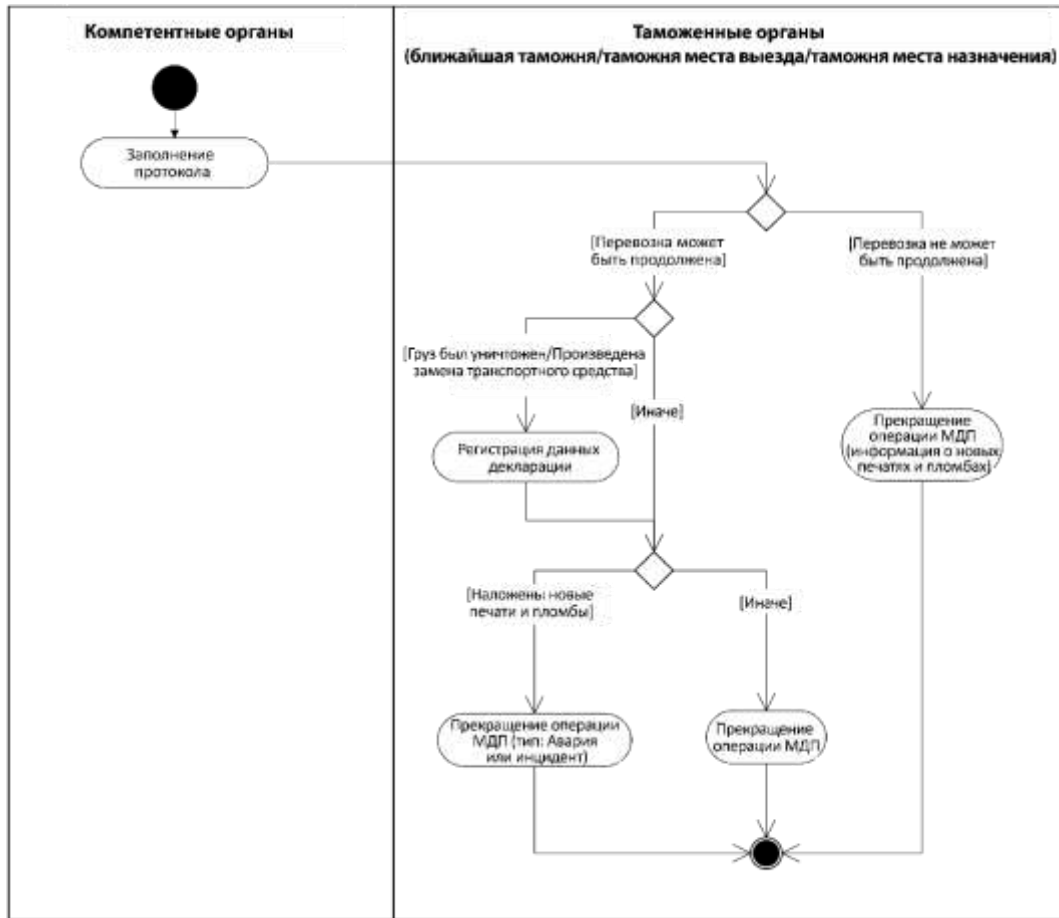 Компетентные органы
Таможенные органы
(ближайшая таможня/таможня места выезда/таможня места назначения)
Заполнение
протокола
[Перевозка может
быть продолжена]
[Перевозка не может
быть продолжена]
[Груз был уничтожен/Произведена
замена транспортного средства]
[Иначе]
Регистрация данных
декларации
Прекращение
операции МДП
(информация о новых
печатях и пломбах)
[Наложены новые
печати и пломбы]
[Иначе]
Прекращение операции
МДП (тип: Авария
или инцидент)
Прекращение
операции МДП